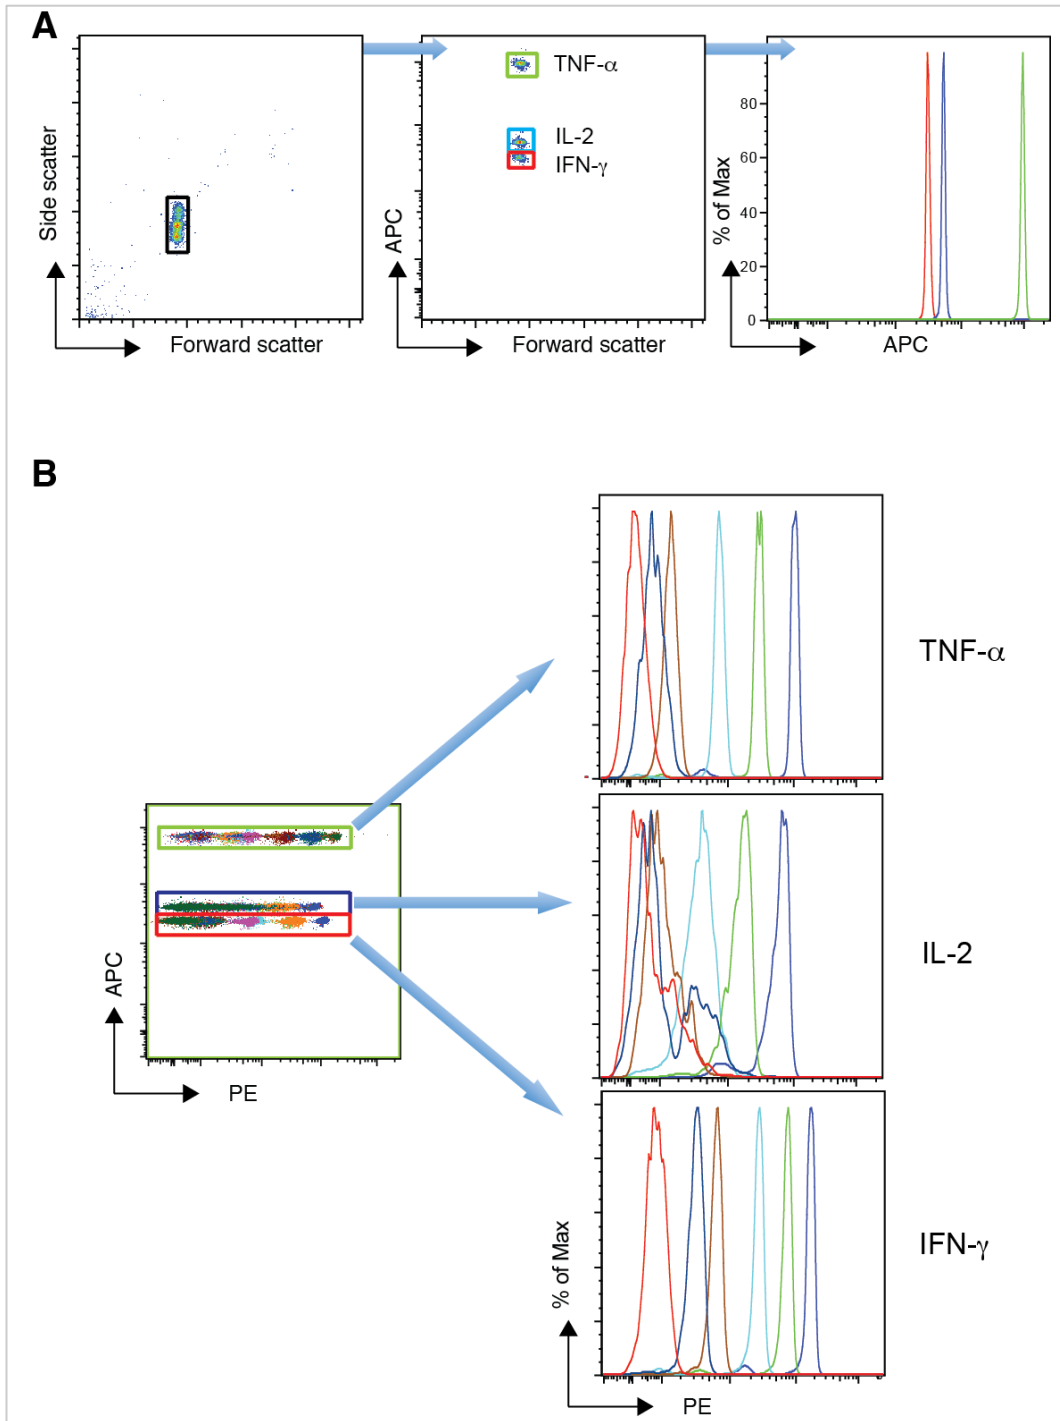 A
Side scatter
Forward scatter
APC
Forward scatter
TNF-α
IL-2
IFN-γ
% of Max
80
60
40
20
0
APC
B
APC
PE
TNF-α
IL-2
IFN-γ
% of Max
PE